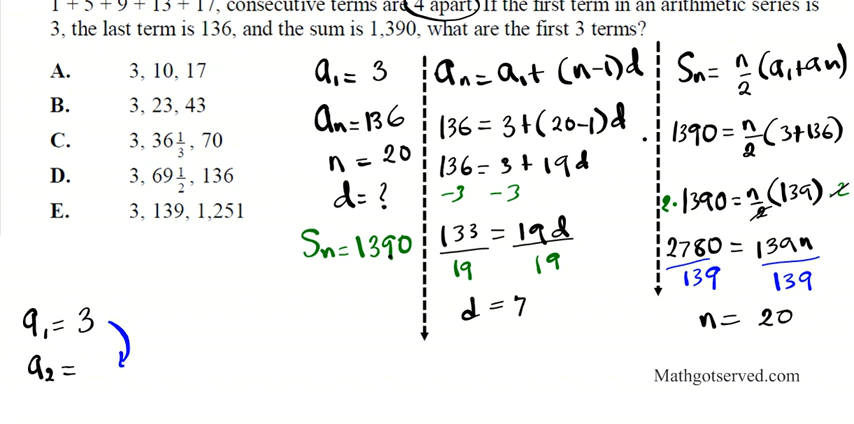 1 + 5 + 9 + 13 + 17, consecutive terms are 4 apart. If the first term in an arithmetic series is
3, the last term is 136, and the sum is 1,390, what are the first 3 terms?
A. 3, 10, 17
B. 3, 23, 43
C. 3, 36 1/3, 70
D. 3, 69 1/2, 136
E. 3, 139, 1,251
a₁ = 3
aₙ = 136
n = 20
d = ?
Sₙ = 1390
aₙ = a₁ + (n-1)d
136 = 3 + (20-1)d
136 = 3 + 19d
-3 -3
133/19 = 19d/19
d = 7
Sₙ = n/2 (a₁ + an)
1390 = n/2 (3+136)
2·1390 = n/2 (139) 2
2780/139 = 139n/139
n = 20
a₁ = 3
a₂ =
Mathgotserved.com